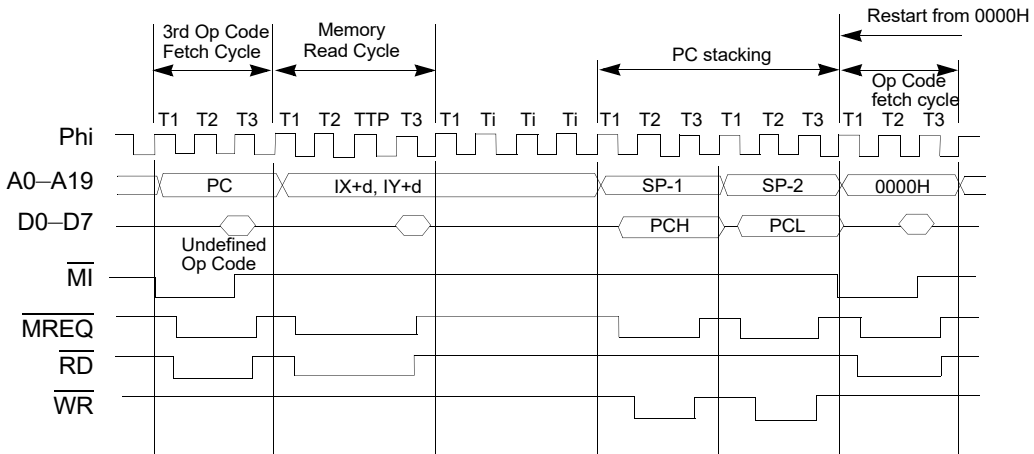 Restart from 0000H
3rd Op Code
Fetch Cycle
Memory
Read Cycle
PC stacking
Op Code
fetch cycle
T1 T2 T3 T1 T2 TTP T3 T1 Ti Ti Ti T1 T2 T3 T1 T2 T3 T1 T2 T3
Phi
A0–A19 PC IX+d, IY+d SP-1 SP-2 0000H
D0–D7 PCH PCL
Undefined
Op Code
MI
MREQ
RD
WR